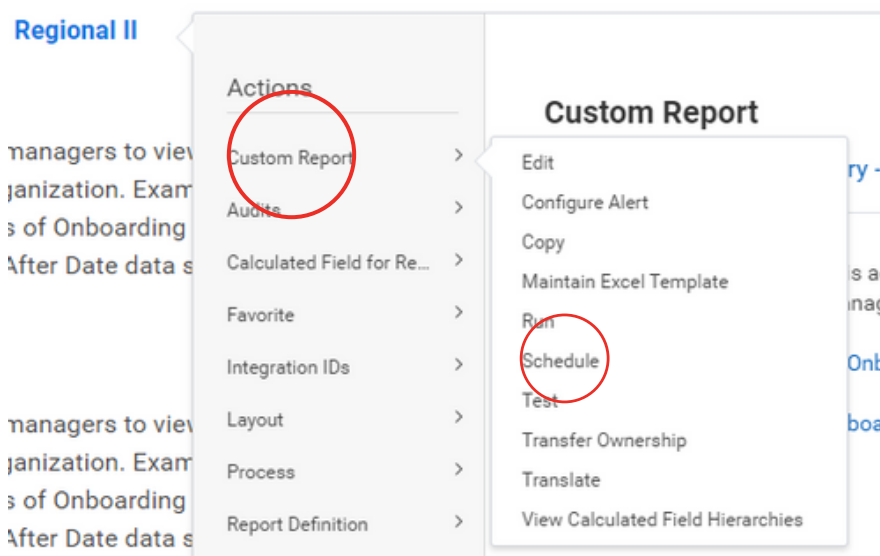 Regional II
Actions
Custom Report
Custom Report
managers to view
Custom Report
Edit
ganization. Exam
Configure Alert
Audits
s of Onboarding
Copy
After Date data s
Calculated Field for Re...
Maintain Excel Template
Favorite
Run
Integration IDs
Schedule
Test
managers to view
Layout
Transfer Ownership
ganization. Exam
Process
Translate
s of Onboarding
Report Definition
View Calculated Field Hierarchies
After Date data s